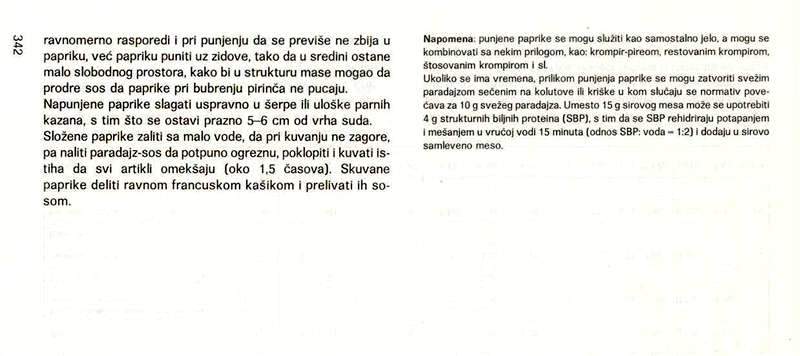 342
ravnomerno rasporedi i pri punjenju da se previše ne zbija u
papriku, već papriku puniti uz zidove, tako da u sredini ostane
malo slobodnog prostora, kako bi u strukturu mase mogao da
prodre sos da paprike pri bubrenju pirinča ne pucaju.
Napunjene paprike slagati uspravno u šerpe ili uloške parnih
kazana, s tim što se ostavi prazno 5–6 cm od vrha suda.
Složene paprike zaliti sa malo vode, da pri kuvanju ne zagore,
pa naliti paradajz-sos da potpuno ogreznu, poklopiti i kuvati is-
tiha da svi artikli omekšaju (oko 1,5 časova). Skuvane
paprike deliti ravnom francuskom kašikom i prelivati ih so-
som.
Napomena: punjene paprike se mogu služiti kao samostalno jelo, a mogu se
kombinovati sa nekim prilogom, kao: krompir-pireom, restovanim krompirom,
štosovanim krompirom i sl.
Ukoliko se ima vremena, prilikom punjenja paprike se mogu zatvoriti svežim
paradajzom sečenim na kolutove ili kriške u kom slučaju se normativ pove-
ćava za 10 g svežeg paradajza. Umesto 15 g sirovog mesa može se upotrebiti
4 g strukturnih biljnih proteina (SBP), s tim da se SBP rehidriraju potapanjem
i mešanjem u vrućoj vodi 15 minuta (odnos SBP: voda = 1:2) i dodaju u sirovo
samleveno meso.